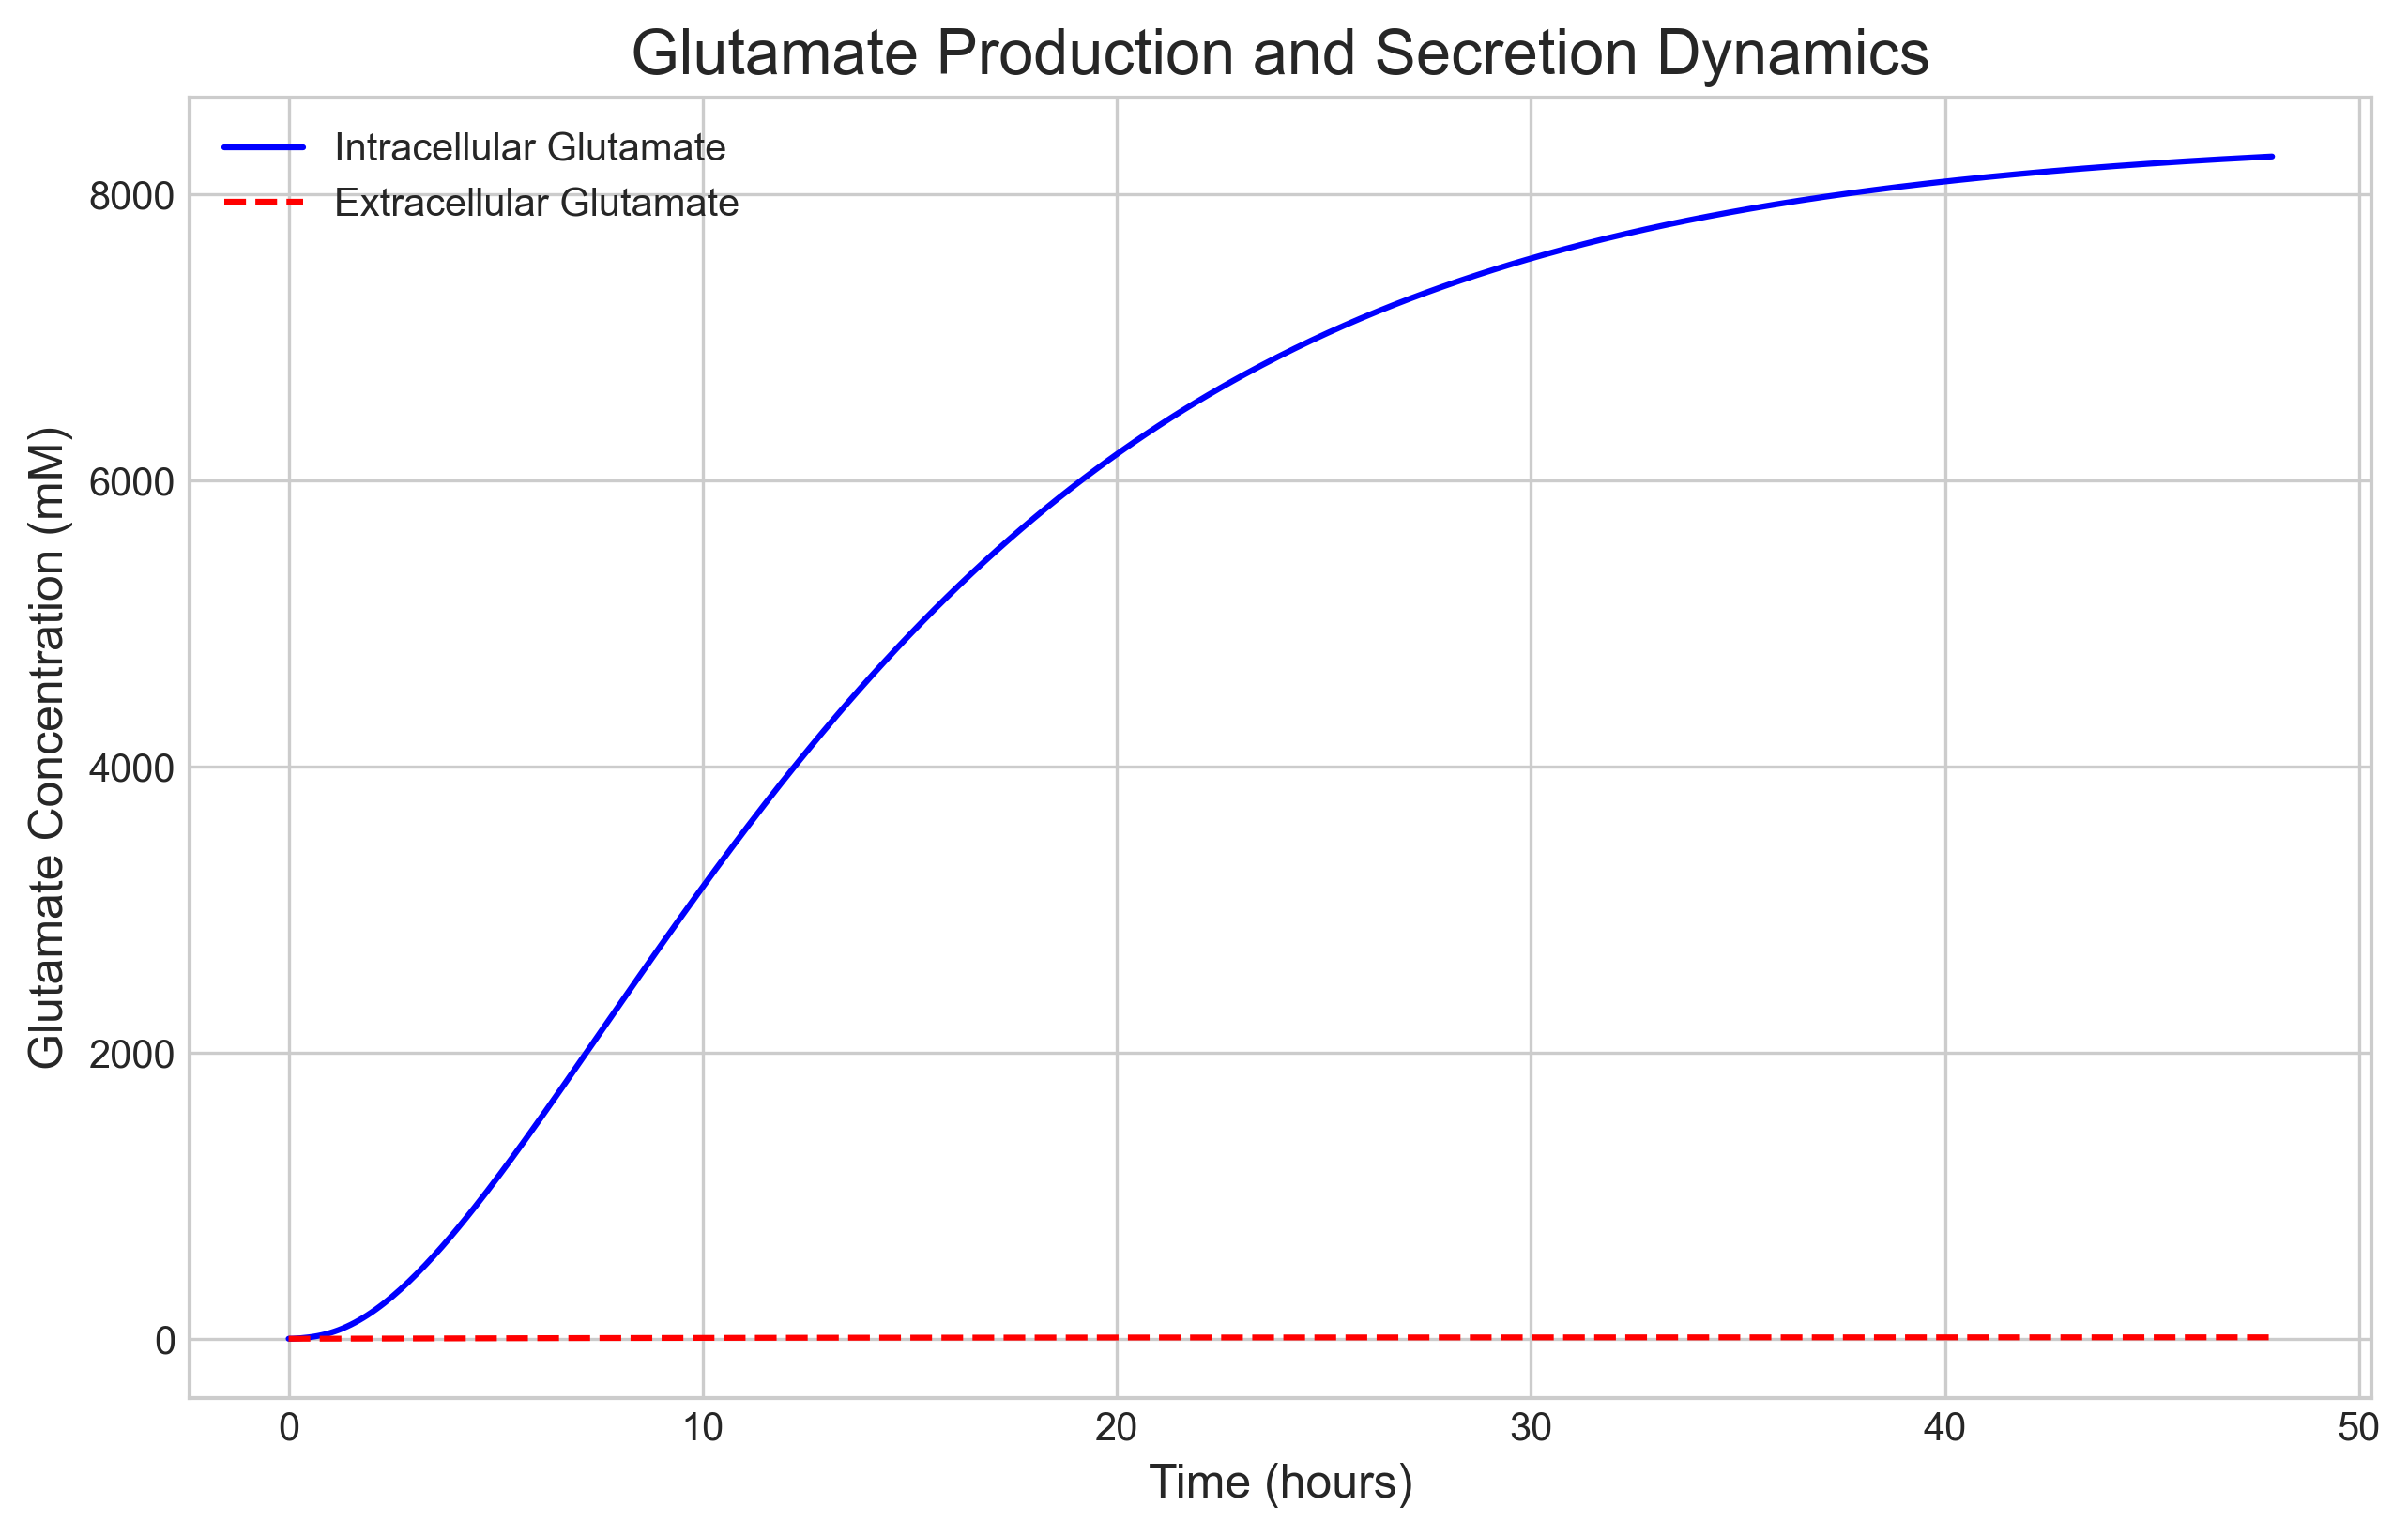 Glutamate Production and Secretion Dynamics
Intracellular Glutamate
Extracellular Glutamate
Glutamate Concentration (mM)
8000
6000
4000
2000
0
0 10 20 30 40 50
Time (hours)